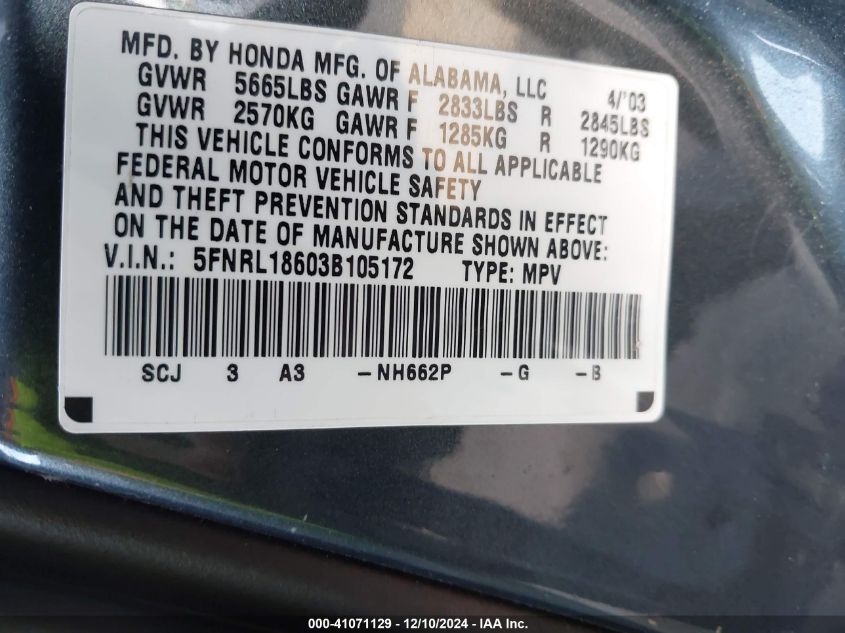 MFD. BY HONDA MFG. OF ALABAMA, LLC 4/'03
GVWR 5665LBS GAWR F 2833LBS R 2845LBS
GVWR 2570KG GAWR F 1285KG R 1290KG
THIS VEHICLE CONFORMS TO ALL APPLICABLE
FEDERAL MOTOR VEHICLE SAFETY
AND THEFT PREVENTION STANDARDS IN EFFECT
ON THE DATE OF MANUFACTURE SHOWN ABOVE:
V.I.N.: 5FNRL18603B105172 TYPE: MPV
SCJ 3 A3 -NH662P -G -B
000-41071129 - 12/10/2024 - IAA Inc.